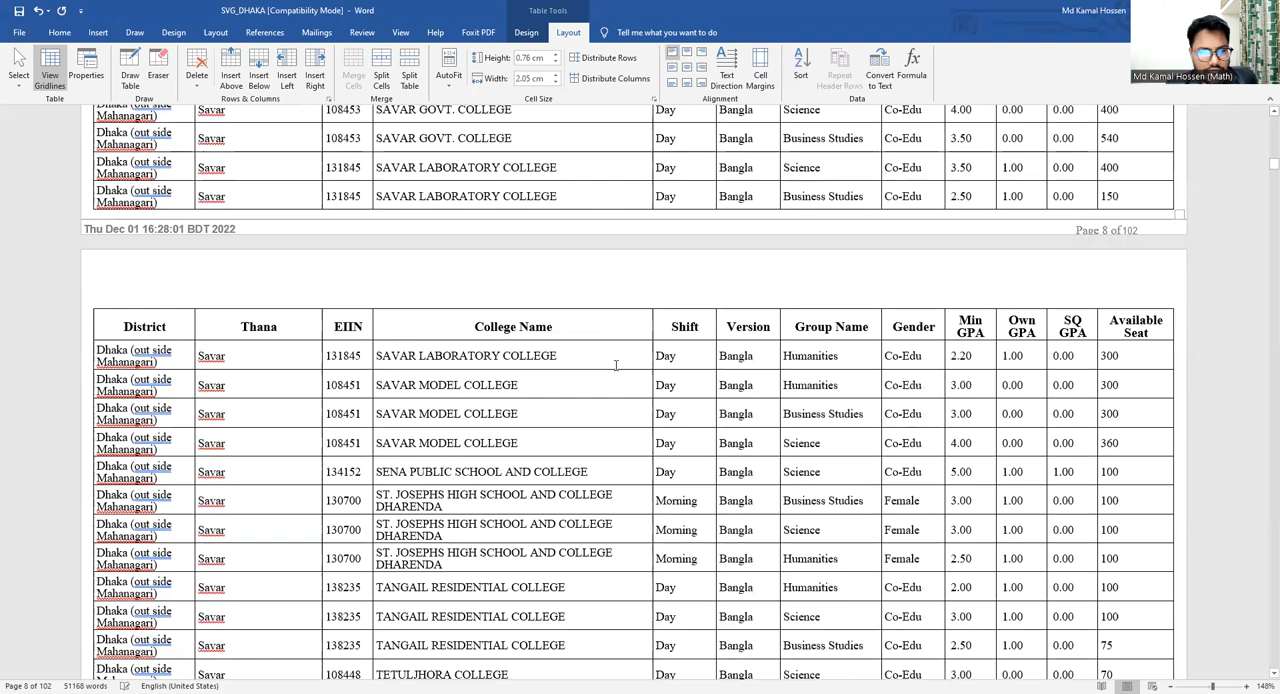 SVG_DHAKA [Compatibility Mode] - Word
Table Tools
Md Kamal Hossen
File Home Insert Draw Design Layout References Mailings Review View Help Foxit PDF Design Layout Tell me what you want to do
Select View Gridlines Properties Draw Table Eraser Delete Insert Above Insert Below Insert Left Insert Right Merge Cells Split Cells Split Table AutoFit Height: 0.76 cm Width: 2.05 cm Distribute Rows Distribute Columns Text Direction Cell Margins Sort Repeat Header Rows Convert to Text Formula
Table Draw Rows & Columns Merge Cell Size Alignment Data
Md Kamal Hossen (Math)
Dhaka (out side Mahanagari) Savar 108453 SAVAR GOVT. COLLEGE Day Bangla Science Co-Edu 4.00 0.00 0.00 400
Dhaka (out side Mahanagari) Savar 108453 SAVAR GOVT. COLLEGE Day Bangla Business Studies Co-Edu 3.50 0.00 0.00 540
Dhaka (out side Mahanagari) Savar 131845 SAVAR LABORATORY COLLEGE Day Bangla Science Co-Edu 3.50 1.00 0.00 400
Dhaka (out side Mahanagari) Savar 131845 SAVAR LABORATORY COLLEGE Day Bangla Business Studies Co-Edu 2.50 1.00 0.00 150
Thu Dec 01 16:28:01 BDT 2022 Page 8 of 102
District Thana EIIN College Name Shift Version Group Name Gender Min GPA Own GPA SQ GPA Available Seat
Dhaka (out side Mahanagari) Savar 131845 SAVAR LABORATORY COLLEGE Day Bangla Humanities Co-Edu 2.20 1.00 0.00 300
Dhaka (out side Mahanagari) Savar 108451 SAVAR MODEL COLLEGE Day Bangla Humanities Co-Edu 3.00 0.00 0.00 300
Dhaka (out side Mahanagari) Savar 108451 SAVAR MODEL COLLEGE Day Bangla Business Studies Co-Edu 3.00 0.00 0.00 300
Dhaka (out side Mahanagari) Savar 108451 SAVAR MODEL COLLEGE Day Bangla Science Co-Edu 4.00 0.00 0.00 360
Dhaka (out side Mahanagari) Savar 134152 SENA PUBLIC SCHOOL AND COLLEGE Day Bangla Science Co-Edu 5.00 1.00 1.00 100
Dhaka (out side Mahanagari) Savar 130700 ST. JOSEPHS HIGH SCHOOL AND COLLEGE DHARENDA Morning Bangla Business Studies Female 3.00 1.00 0.00 100
Dhaka (out side Mahanagari) Savar 130700 ST. JOSEPHS HIGH SCHOOL AND COLLEGE DHARENDA Morning Bangla Science Female 3.00 1.00 0.00 100
Dhaka (out side Mahanagari) Savar 130700 ST. JOSEPHS HIGH SCHOOL AND COLLEGE DHARENDA Morning Bangla Humanities Female 2.50 1.00 0.00 100
Dhaka (out side Mahanagari) Savar 138235 TANGAIL RESIDENTIAL COLLEGE Day Bangla Humanities Co-Edu 2.00 1.00 0.00 100
Dhaka (out side Mahanagari) Savar 138235 TANGAIL RESIDENTIAL COLLEGE Day Bangla Science Co-Edu 3.00 1.00 0.00 100
Dhaka (out side Mahanagari) Savar 138235 TANGAIL RESIDENTIAL COLLEGE Day Bangla Business Studies Co-Edu 2.50 1.00 0.00 75
Dhaka (out side Savar 108448 TETULJHORA COLLEGE Day Bangla Science Co-Edu 3.00 1.00 0.00 70
Page 8 of 102 51168 words English (United States) 148%